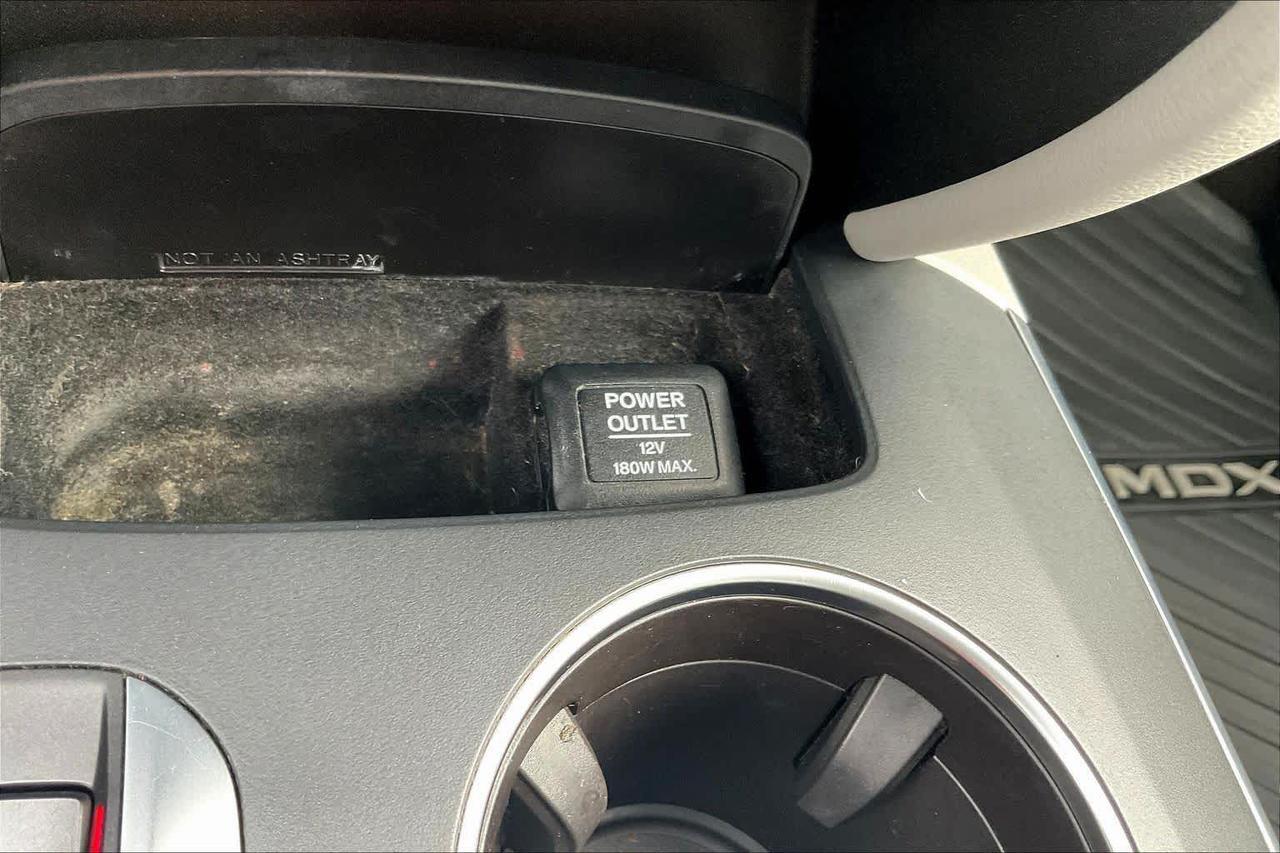 NOT AN ASHTRAY
POWER
OUTLET
12V
180W MAX.
MDX